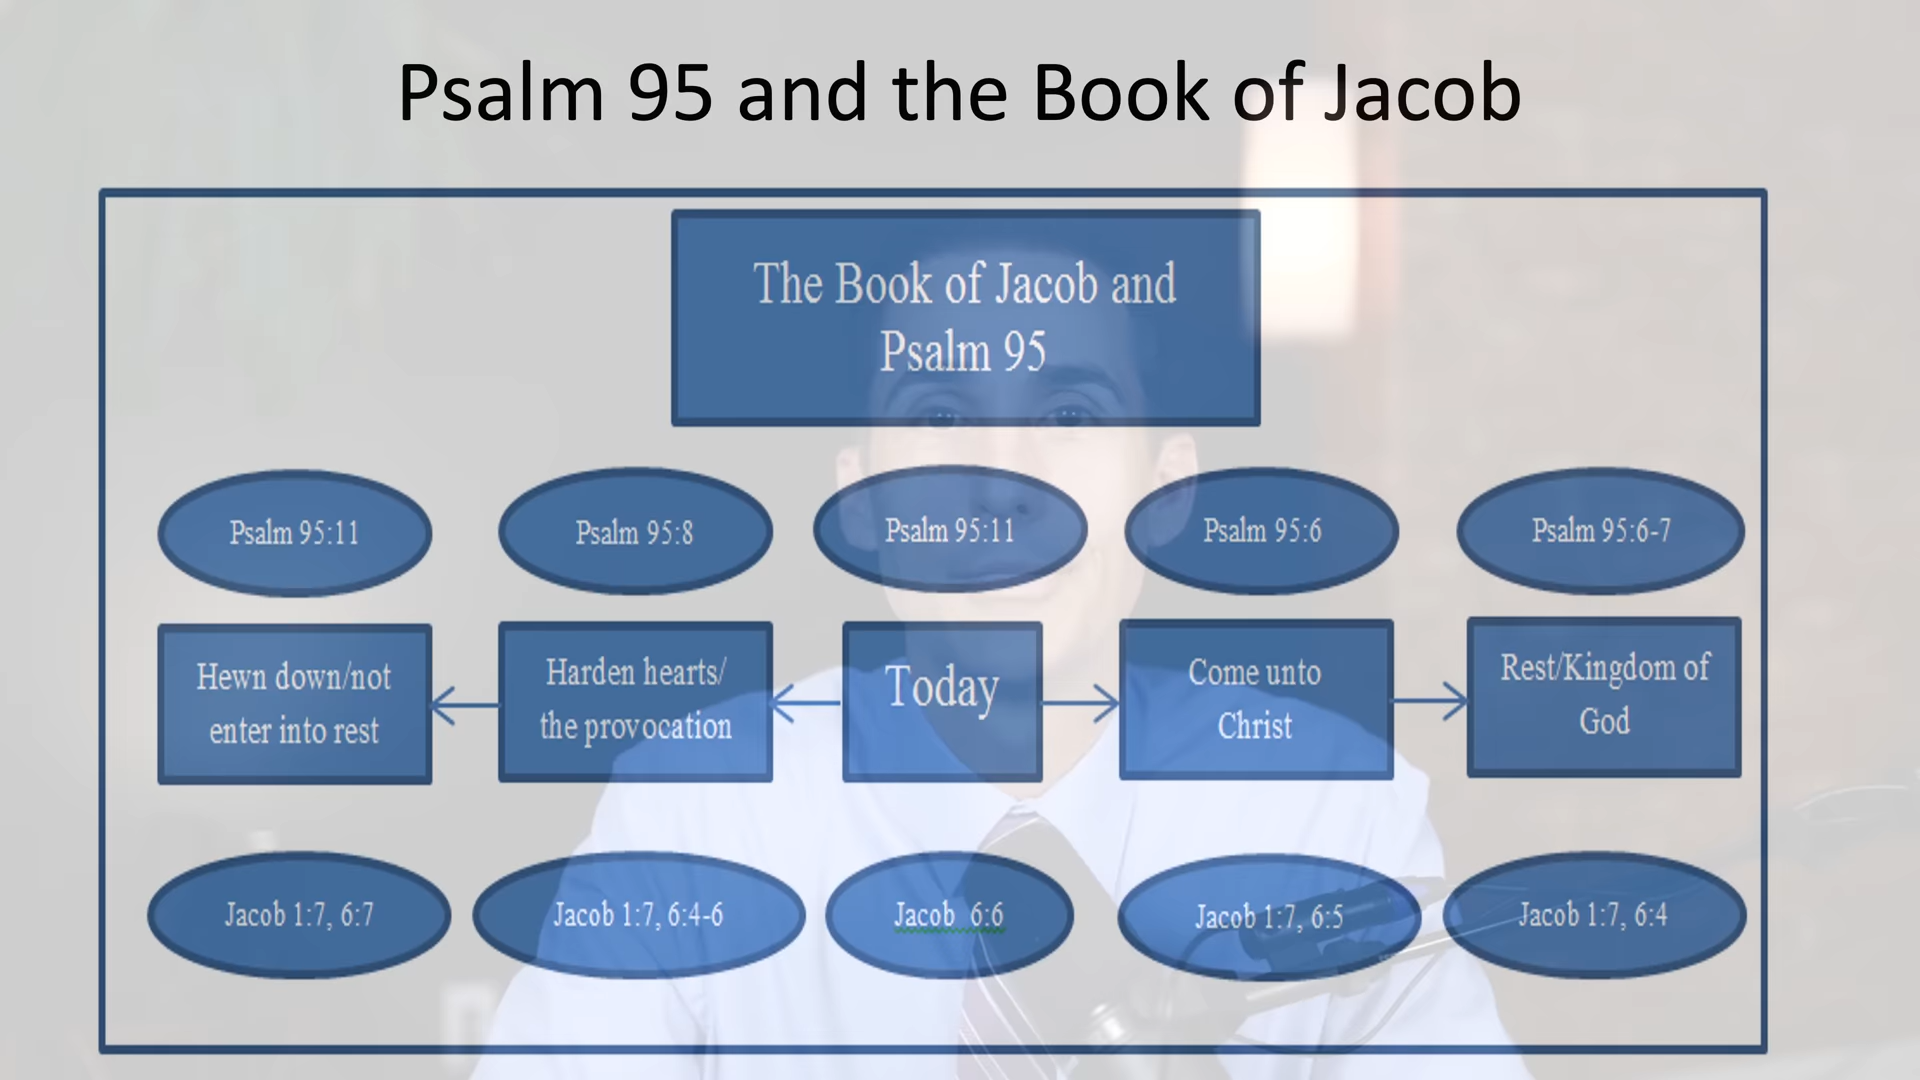 Psalm 95 and the Book of Jacob
The Book of Jacob and
Psalm 95
Psalm 95:11
Psalm 95:8
Psalm 95:11
Psalm 95:6
Psalm 95:6-7
Hewn down/not
enter into rest
Harden hearts/
the provocation
Today
Come unto
Christ
Rest/Kingdom of
God
Jacob 1:7, 6:7
Jacob 1:7, 6:4-6
Jacob  6:6
Jacob 1:7, 6:5
Jacob 1:7, 6:4